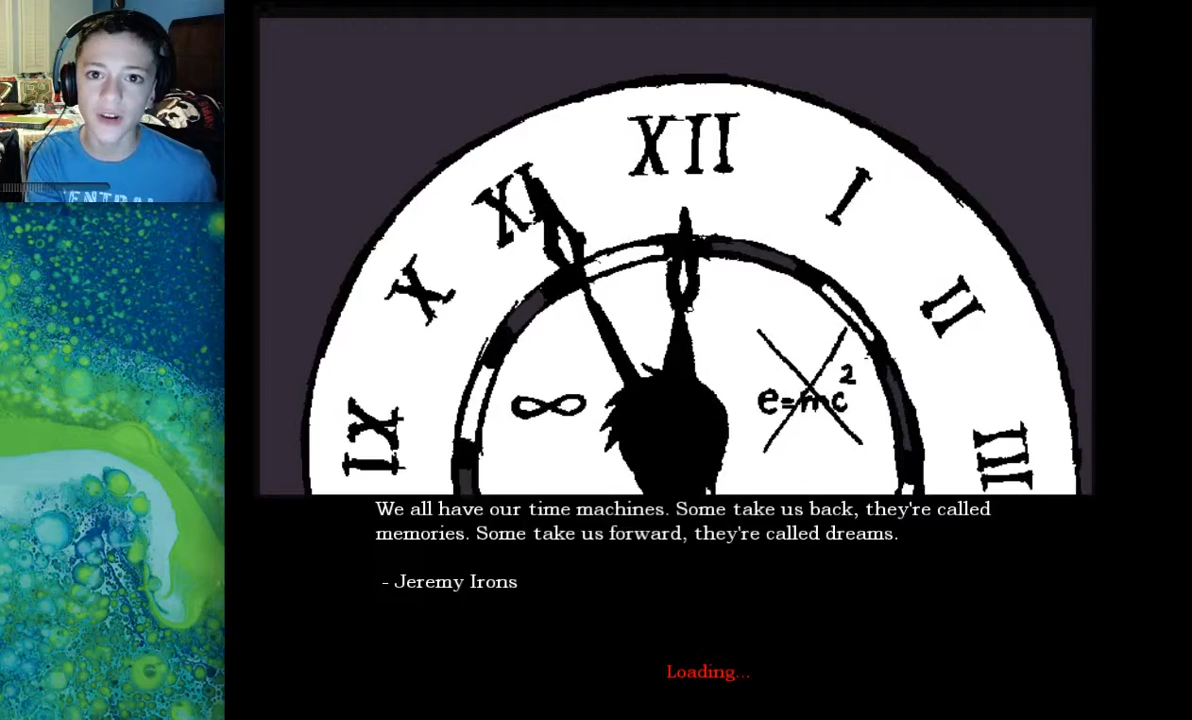 XII
XI
I
X
II
IX
III
∞
e=mc²
We all have our time machines. Some take us back, they're called
memories. Some take us forward, they're called dreams.
- Jeremy Irons
Loading...
CENTRAL